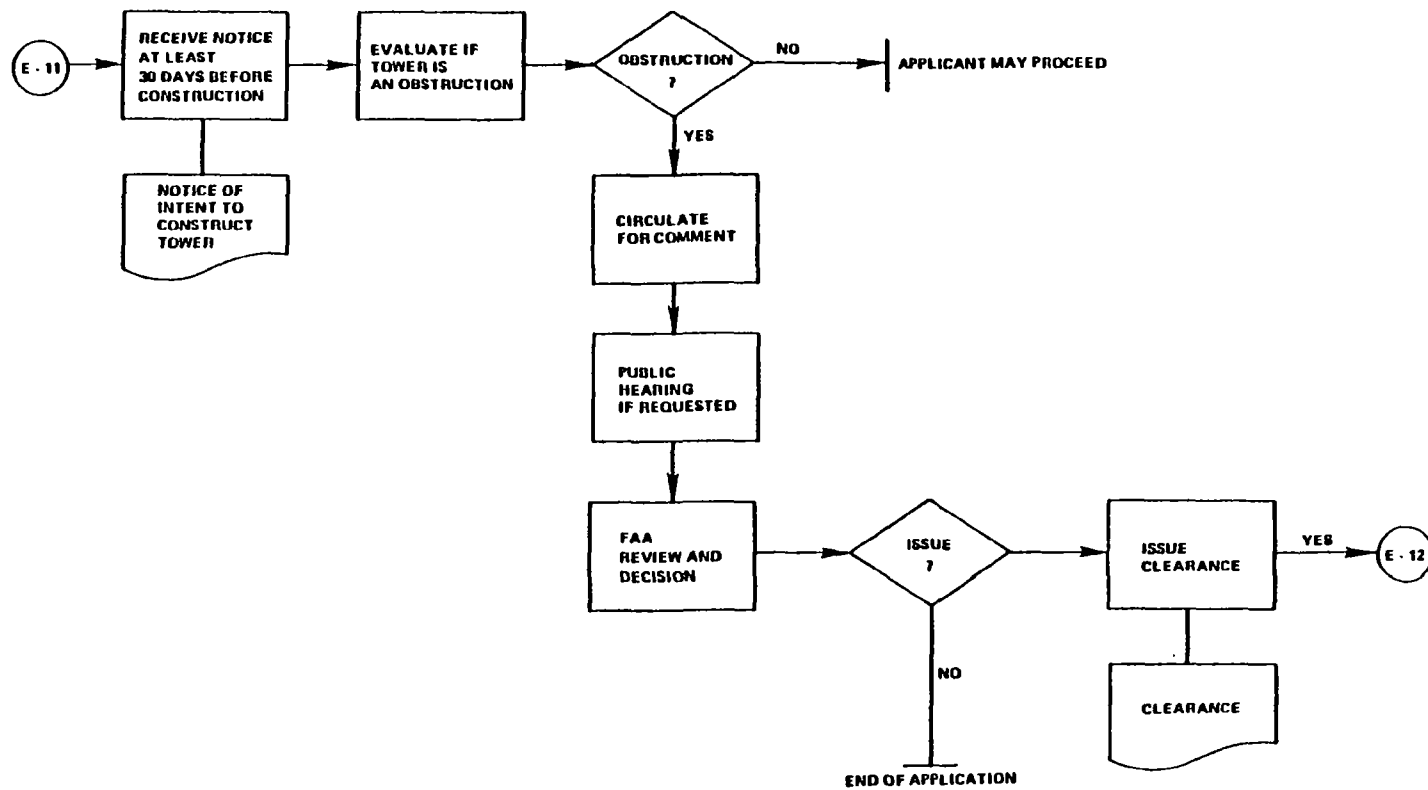 E - 11
RECEIVE NOTICE
AT LEAST
30 DAYS BEFORE
CONSTRUCTION
NOTICE OF
INTENT TO
CONSTRUCT
TOWER
EVALUATE IF
TOWER IS
AN OBSTRUCTION
OBSTRUCTION
?
NO
APPLICANT MAY PROCEED
YES
CIRCULATE
FOR COMMENT
PUBLIC
HEARING
IF REQUESTED
FAA
REVIEW AND
DECISION
ISSUE
?
NO
END OF APPLICATION
ISSUE
CLEARANCE
YES
E - 12
CLEARANCE